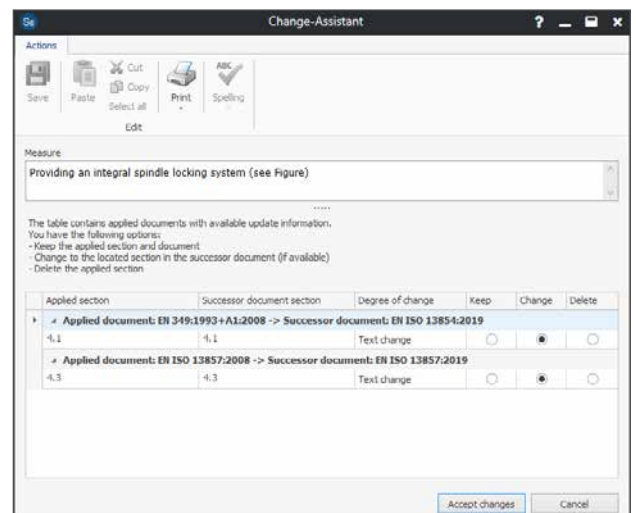 Se
Change-Assistant
?
Actions
Save
Paste
Cut
Copy
Select all
Print
ABC
Spelling
Edit
Measure
Providing an integral spindle locking system (see Figure)
The table contains applied documents with available update information.
You have the following options:
- Keep the applied section and document
- Change to the located section in the successor document (if available)
- Delete the applied section
Applied section Successor document section Degree of change Keep Change Delete
Applied document: EN 349:1993+A1:2008 -> Successor document: EN ISO 13854:2019
4.1 4.1 Text change
Applied document: EN ISO 13857:2008 -> Successor document: EN ISO 13857:2019
4.3 4.3 Text change
Accept changes Cancel